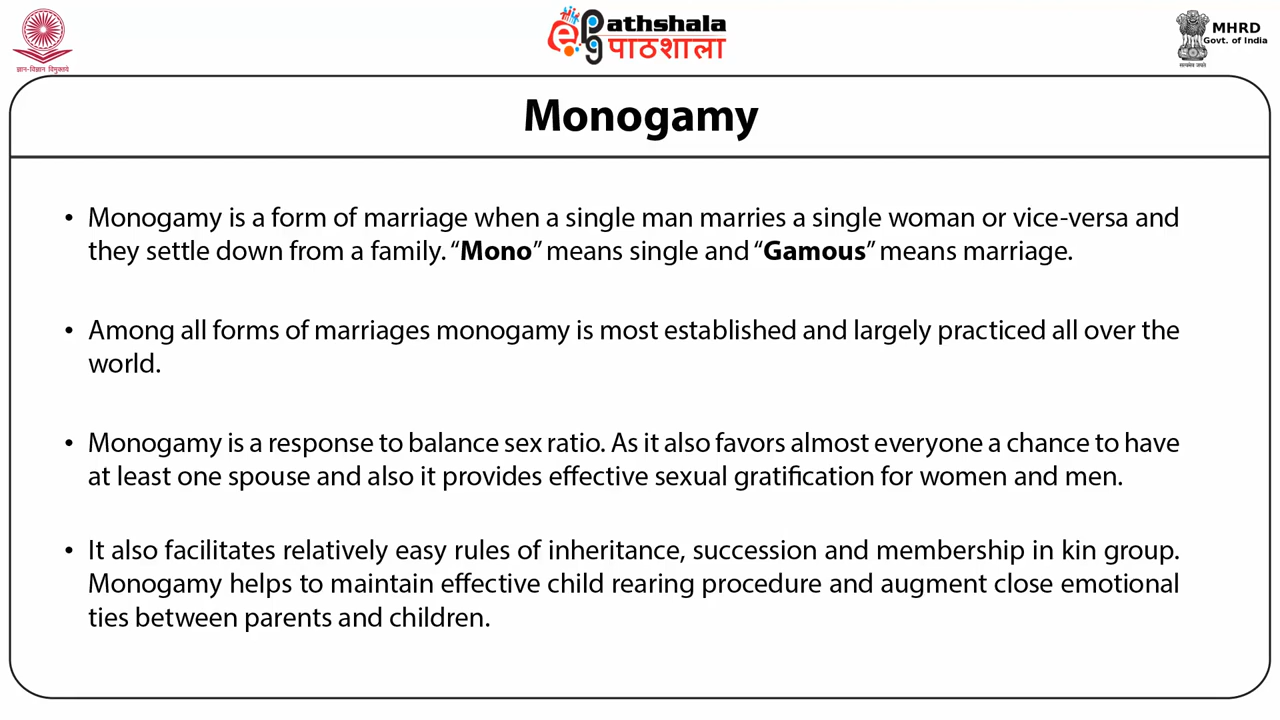 ज्ञान-विज्ञान विमुक्तये
epgathshala
पाठशाला
सत्यमेव जयते
MHRD
Govt. of India
Monogamy
• Monogamy is a form of marriage when a single man marries a single woman or vice-versa and
they settle down from a family. “Mono” means single and “Gamous” means marriage.
• Among all forms of marriages monogamy is most established and largely practiced all over the
world.
• Monogamy is a response to balance sex ratio. As it also favors almost everyone a chance to have
at least one spouse and also it provides effective sexual gratification for women and men.
• It also facilitates relatively easy rules of inheritance, succession and membership in kin group.
Monogamy helps to maintain effective child rearing procedure and augment close emotional
ties between parents and children.